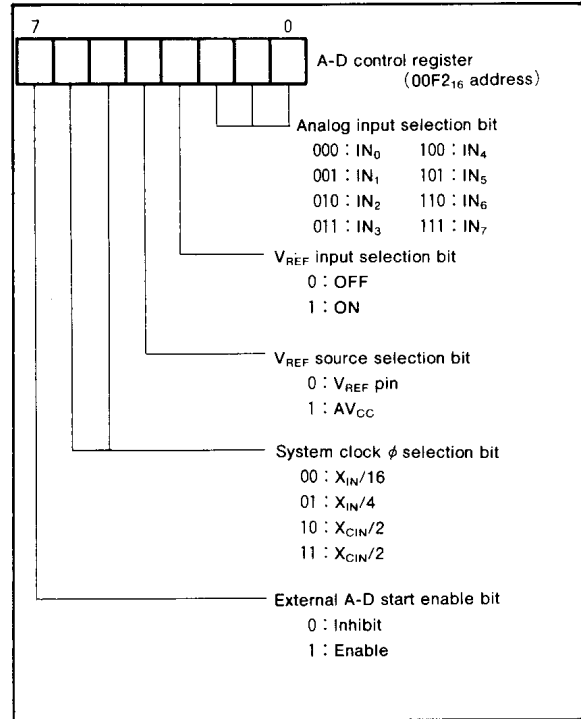 7 0
A-D control register
(00F2₁₆ address)
Analog input selection bit
000 : IN₀ 100 : IN₄
001 : IN₁ 101 : IN₅
010 : IN₂ 110 : IN₆
011 : IN₃ 111 : IN₇
V_REF input selection bit
0 : OFF
1 : ON
V_REF source selection bit
0 : V_REF pin
1 : AV_CC
System clock ϕ selection bit
00 : X_IN/16
01 : X_IN/4
10 : X_CIN/2
11 : X_CIN/2
External A-D start enable bit
0 : Inhibit
1 : Enable